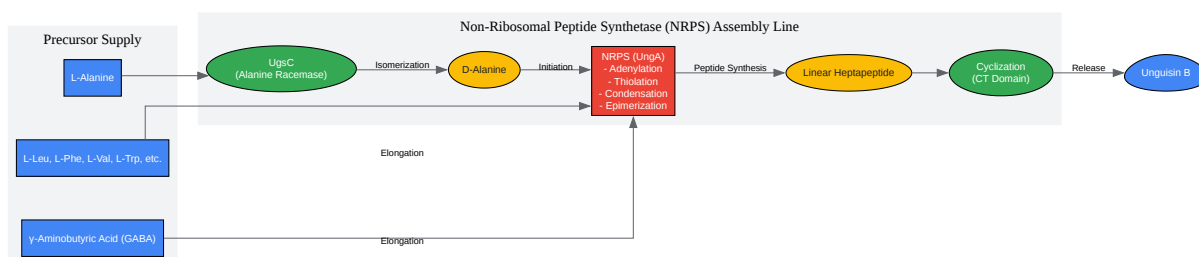 Non-Ribosomal Peptide Synthetase (NRPS) Assembly Line
Precursor Supply
L-Alanine
UgsC
(Alanine Racemase)
Isomerization
D-Alanine
Initiation
NRPS (UngA)
- Adenylation
- Thiolation
- Condensation
- Epimerization
Peptide Synthesis
Linear Heptapeptide
Cyclization
(CT Domain)
Release
Unguisin B
L-Leu, L-Phe, L-Val, L-Trp, etc.
Elongation
γ-Aminobutyric Acid (GABA)
Elongation